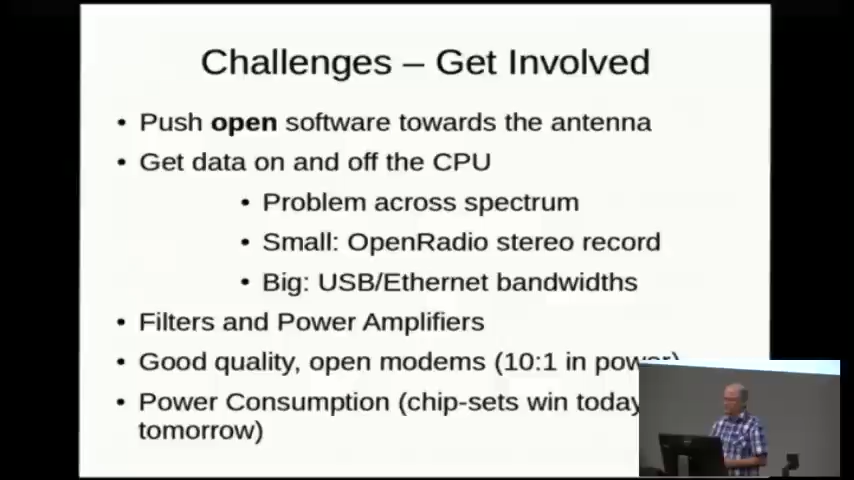 Challenges – Get Involved
• Push open software towards the antenna
• Get data on and off the CPU
• Problem across spectrum
• Small: OpenRadio stereo record
• Big: USB/Ethernet bandwidths
• Filters and Power Amplifiers
• Good quality, open modems (10:1 in power)
• Power Consumption (chip-sets win today
tomorrow)